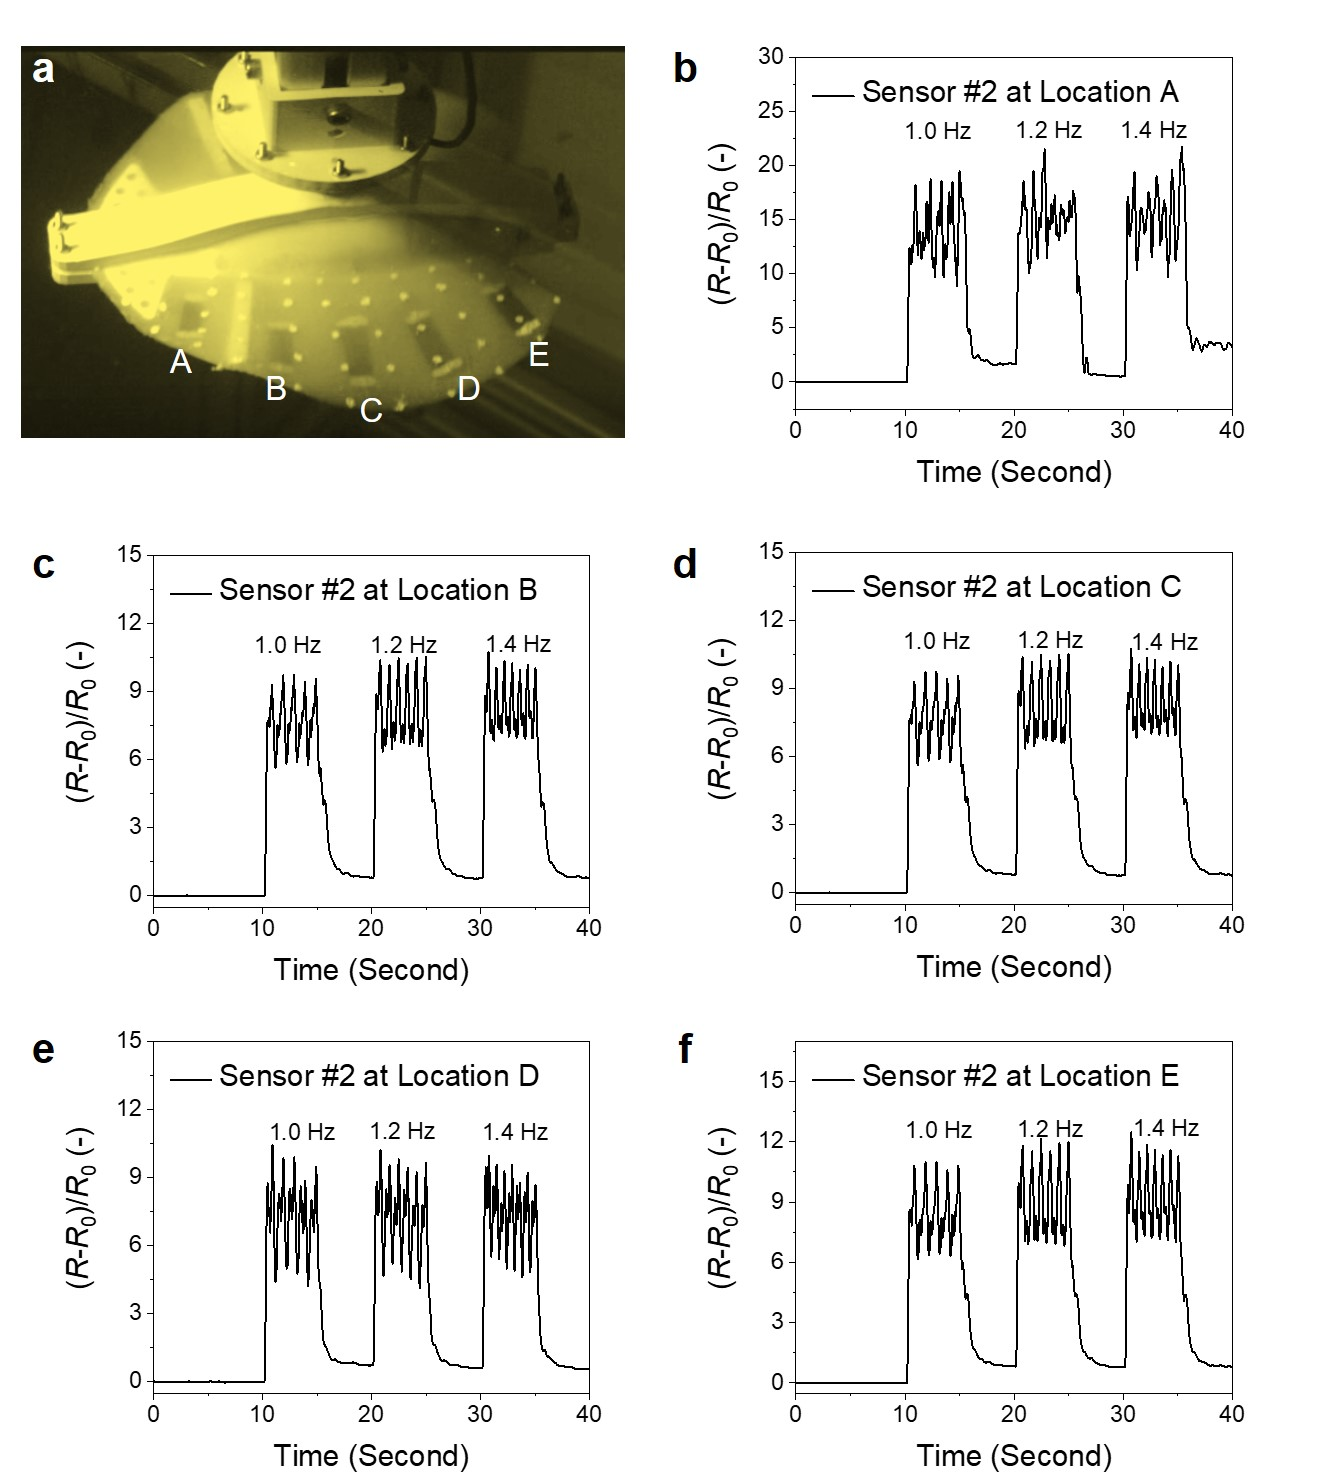 a
A
B
C
D
E
b
Sensor #2 at Location A
1.0 Hz
1.2 Hz
1.4 Hz
(R-R0)/R0 (-)
30
25
20
15
10
5
0
0 10 20 30 40
Time (Second)
c
Sensor #2 at Location B
1.0 Hz
1.2 Hz
1.4 Hz
(R-R0)/R0 (-)
15
12
9
6
3
0
0 10 20 30 40
Time (Second)
d
Sensor #2 at Location C
1.0 Hz
1.2 Hz
1.4 Hz
(R-R0)/R0 (-)
15
12
9
6
3
0
0 10 20 30 40
Time (Second)
e
Sensor #2 at Location D
1.0 Hz
1.2 Hz
1.4 Hz
(R-R0)/R0 (-)
15
12
9
6
3
0
0 10 20 30 40
Time (Second)
f
Sensor #2 at Location E
1.0 Hz
1.2 Hz
1.4 Hz
(R-R0)/R0 (-)
15
12
9
6
3
0
0 10 20 30 40
Time (Second)